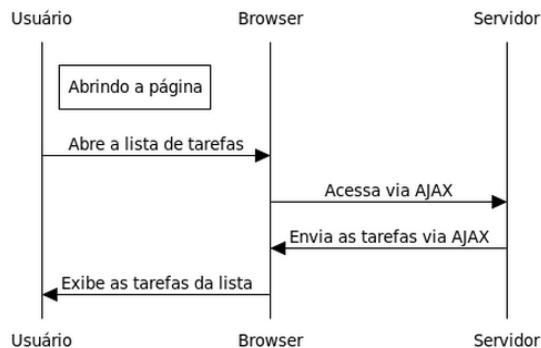 Usuário Browser Servidor
Abrindo a página
Abre a lista de tarefas
Acessa via AJAX
Envia as tarefas via AJAX
Exibe as tarefas da lista
Usuário Browser Servidor